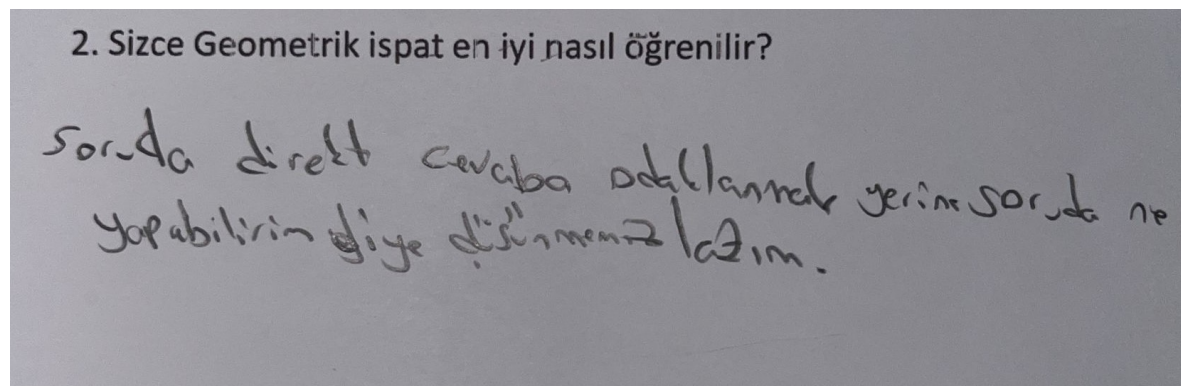 2. Sizce Geometrik ispat en iyi nasıl öğrenilir?
Soruda direkt cevaba odaklanmak yerine soruda ne
yapabilirim diye düşünmemiz lazım.